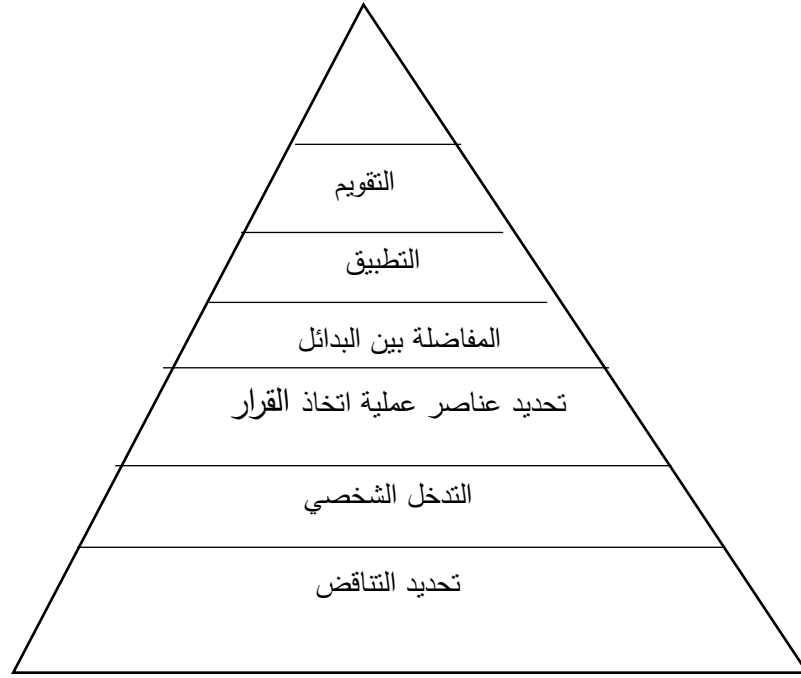 التقويم
التطبيق
المفاضلة بين البدائل
تحديد عناصر عملية اتخاذ القرار
التدخل الشخصي
تحديد التناقض